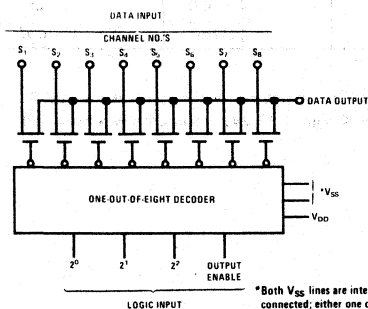 DATA INPUT
CHANNEL NO.'S
S1 S2 S3 S4 S5 S6 S7 S8
DATA OUTPUT
ONE-OUT-OF-EIGHT DECODER
*VSS
VDD
2⁰ 2¹ 2² OUTPUT ENABLE
LOGIC INPUT
*Both VSS lines are inte
connected; either one